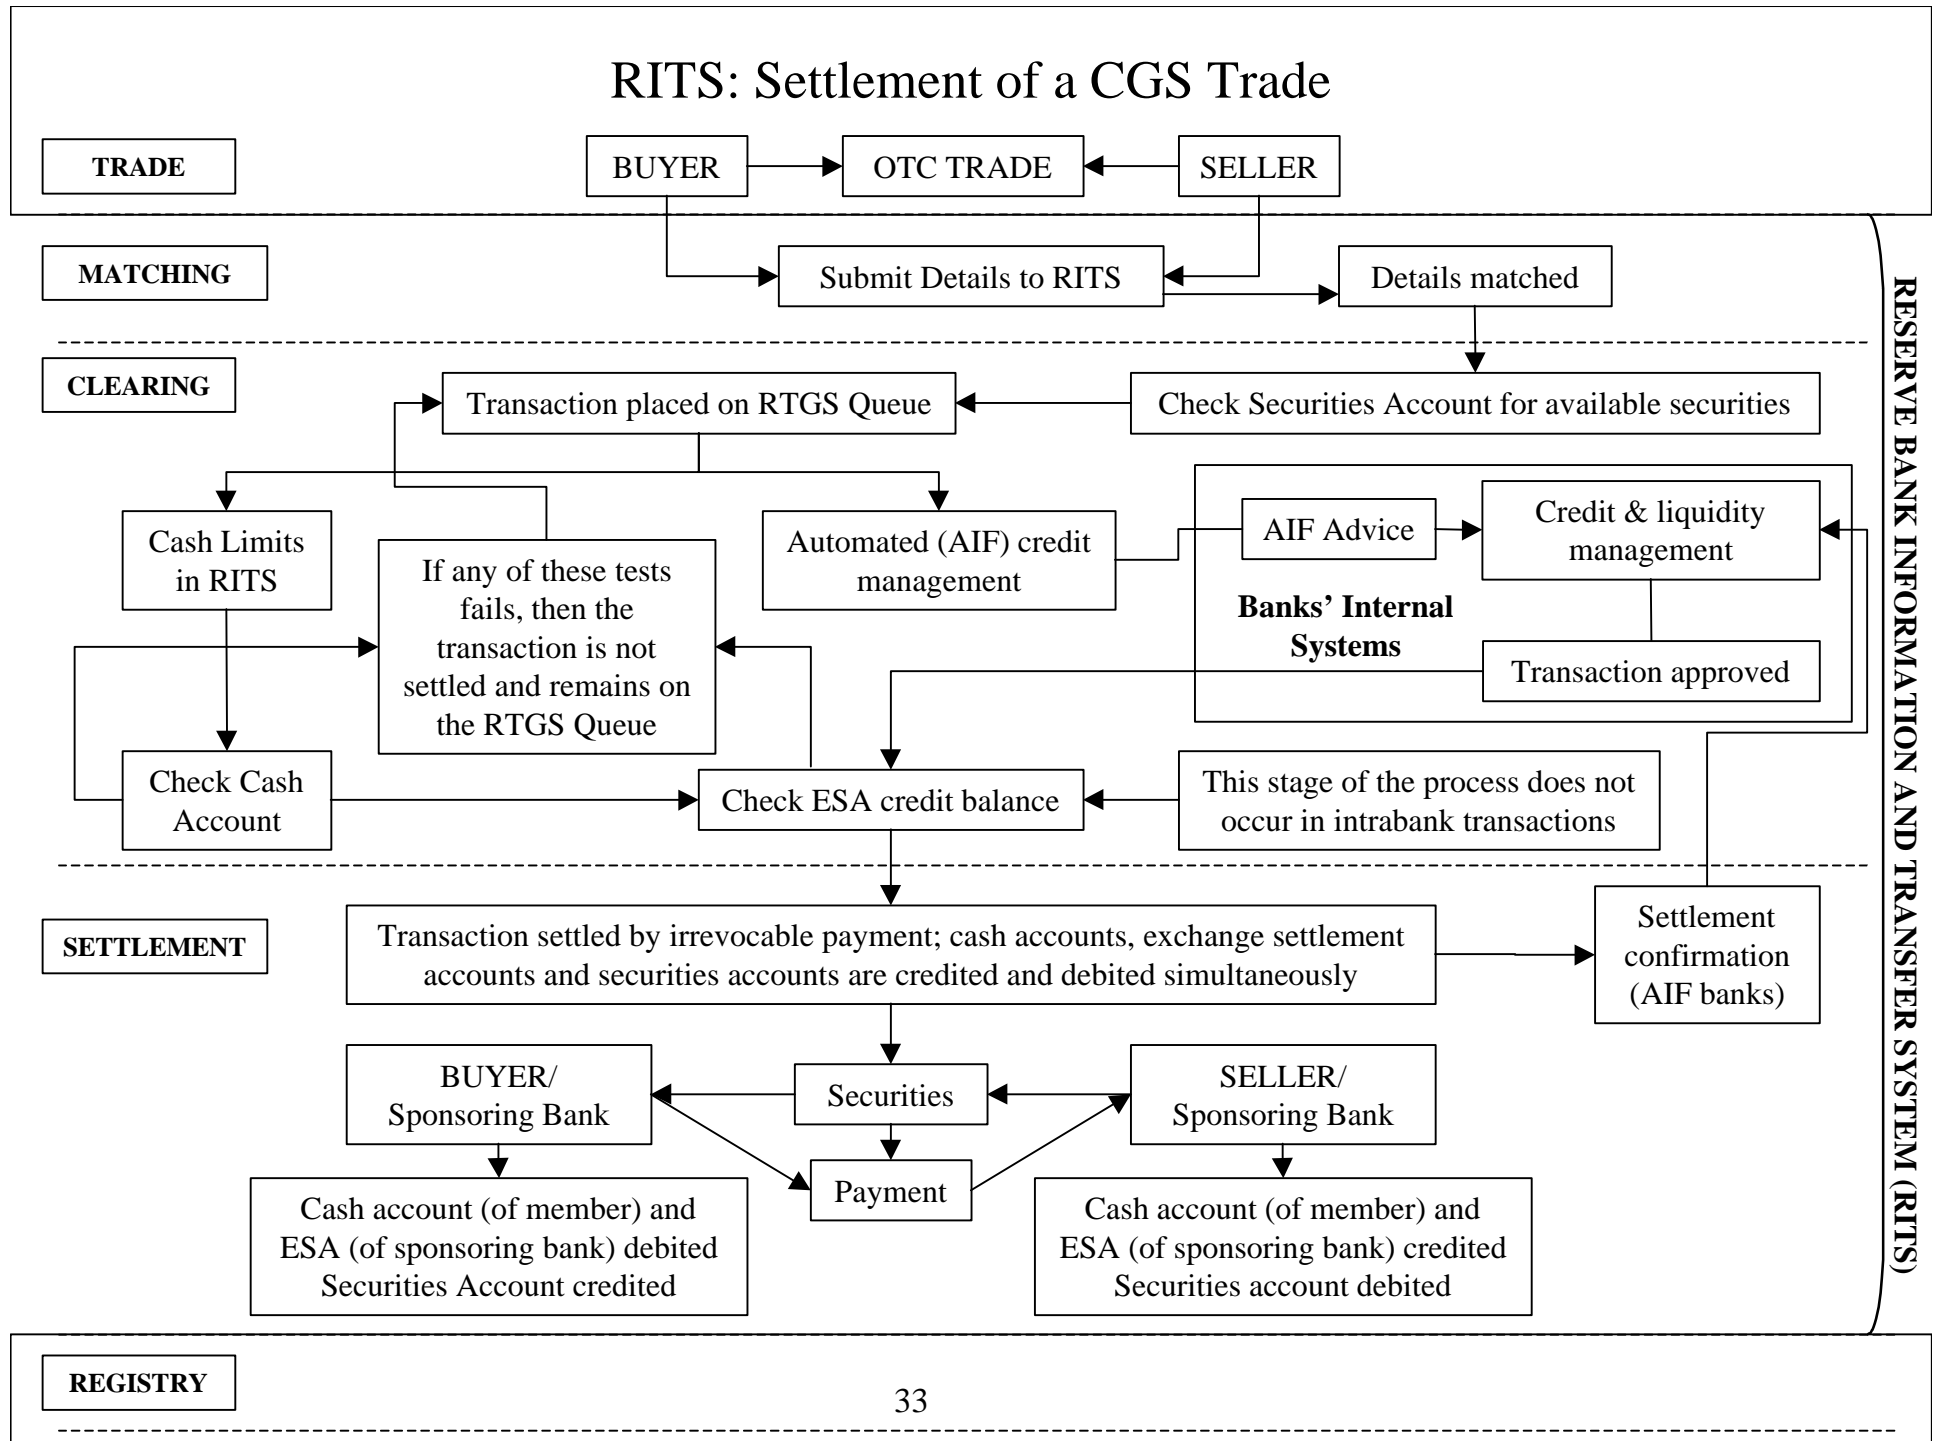 RITS: Settlement of a CGS Trade
TRADE
BUYER
OTC TRADE
SELLER
MATCHING
Submit Details to RITS
Details matched
CLEARING
Transaction placed on RTGS Queue
Check Securities Account for available securities
Cash Limits
in RITS
If any of these tests
fails, then the
transaction is not
settled and remains on
the RTGS Queue
Automated (AIF) credit
management
AIF Advice
Credit & liquidity
management
Banks’ Internal
Systems
Transaction approved
Check Cash
Account
Check ESA credit balance
This stage of the process does not
occur in intrabank transactions
SETTLEMENT
Transaction settled by irrevocable payment; cash accounts, exchange settlement
accounts and securities accounts are credited and debited simultaneously
Settlement
confirmation
(AIF banks)
BUYER/
Sponsoring Bank
Securities
SELLER/
Sponsoring Bank
Payment
Cash account (of member) and
ESA (of sponsoring bank) debited
Securities Account credited
Cash account (of member) and
ESA (of sponsoring bank) credited
Securities account debited
RESERVE BANK INFORMATION AND TRANSFER SYSTEM (RITS)
REGISTRY
33